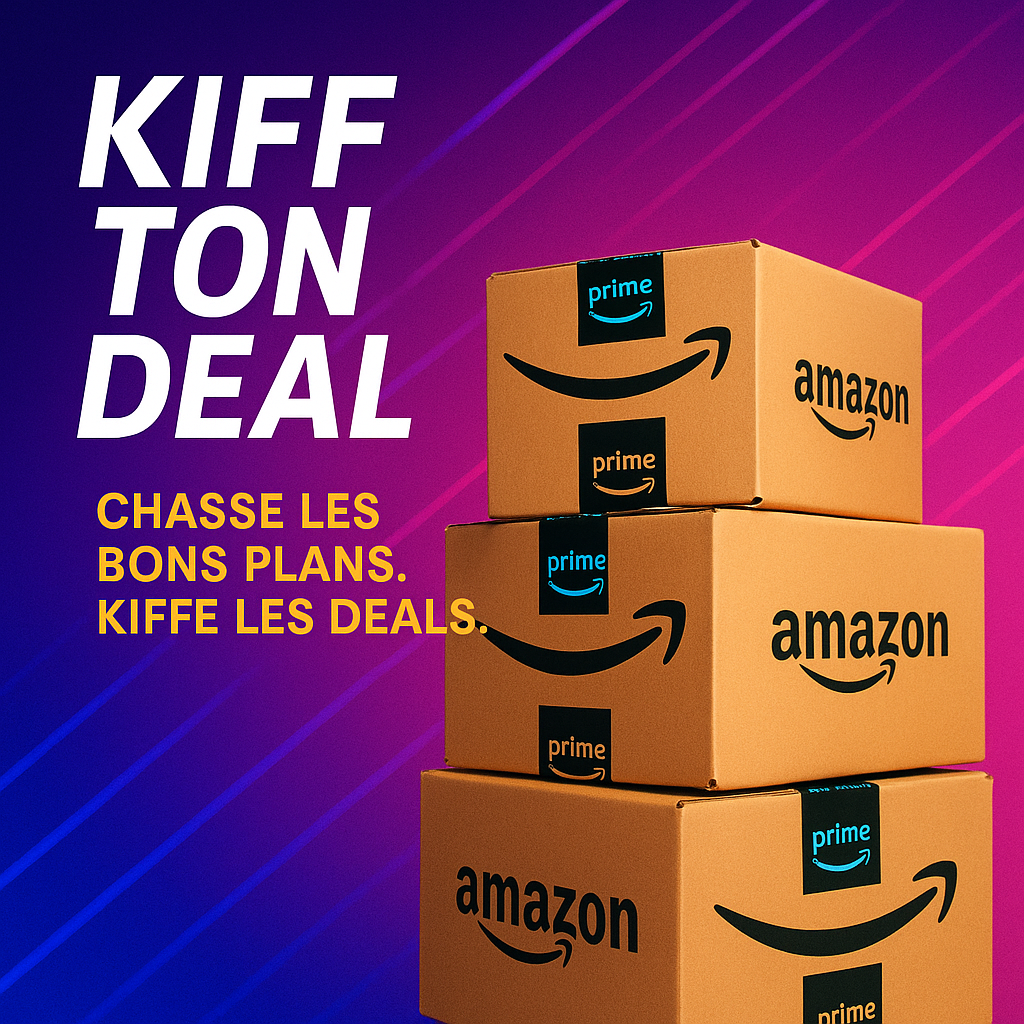 KIFF
TON
DEAL
CHASSE LES
BONS PLANS.
KIFFE LES DEALS.
prime
amazon
prime
prime
amazon
prime
prime
amazon
prime